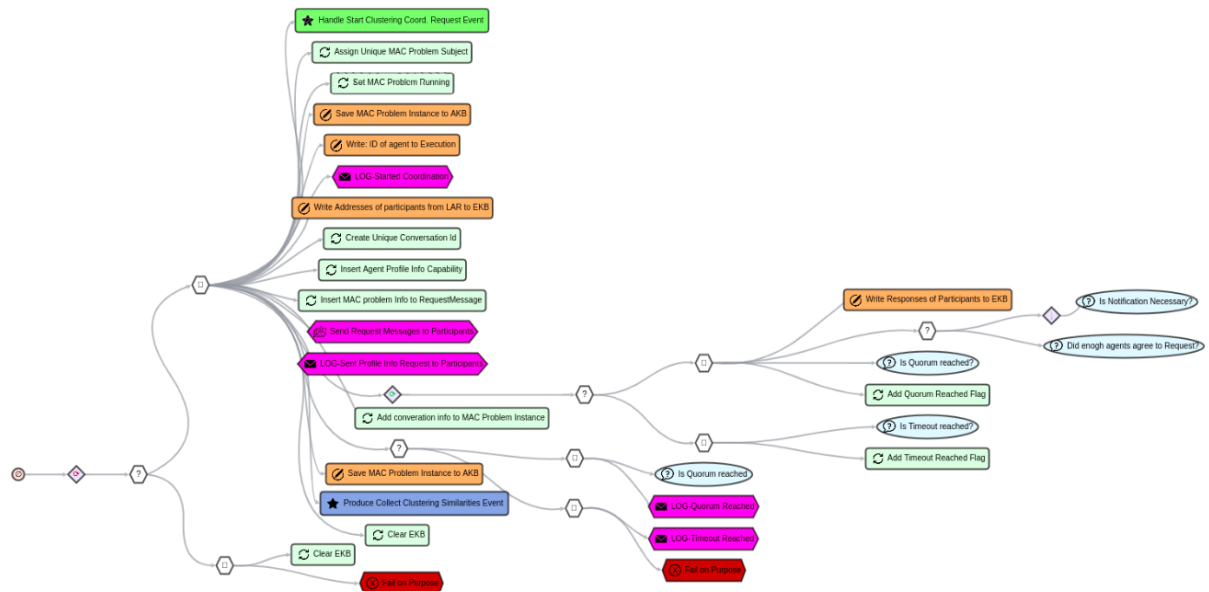 Handle Start Clustering Coord. Request Event
Assign Unique MAC Problem Subject
Set MAC Problem Running
Save MAC Problem Instance to AKB
Write: ID of agent to Execution
LOG-Started Coordination
Write Addresses of participants from LAR to EKB
Create Unique Conversation Id
Insert Agent Profile Info Capability
Insert MAC problem Info to RequestMessage
Send Request Messages to Participants
LOG-Sent Profile Info Request to Participants
?
Add converation info to MAC Problem Instance
?
Save MAC Problem Instance to AKB
Produce Collect Clustering Similarities Event
Clear EKB
?
Clear EKB
Fail on Purpose
Write Responses of Participants to EKB
?
Is Notification Necessary?
Did enogh agents agree to Request?
Is Quorum reached?
Add Quorum Reached Flag
Is Timeout reached?
Add Timeout Reached Flag
Is Quorum reached
LOG-Quorum Reached
LOG-Timeout Reached
Fail on Purpose